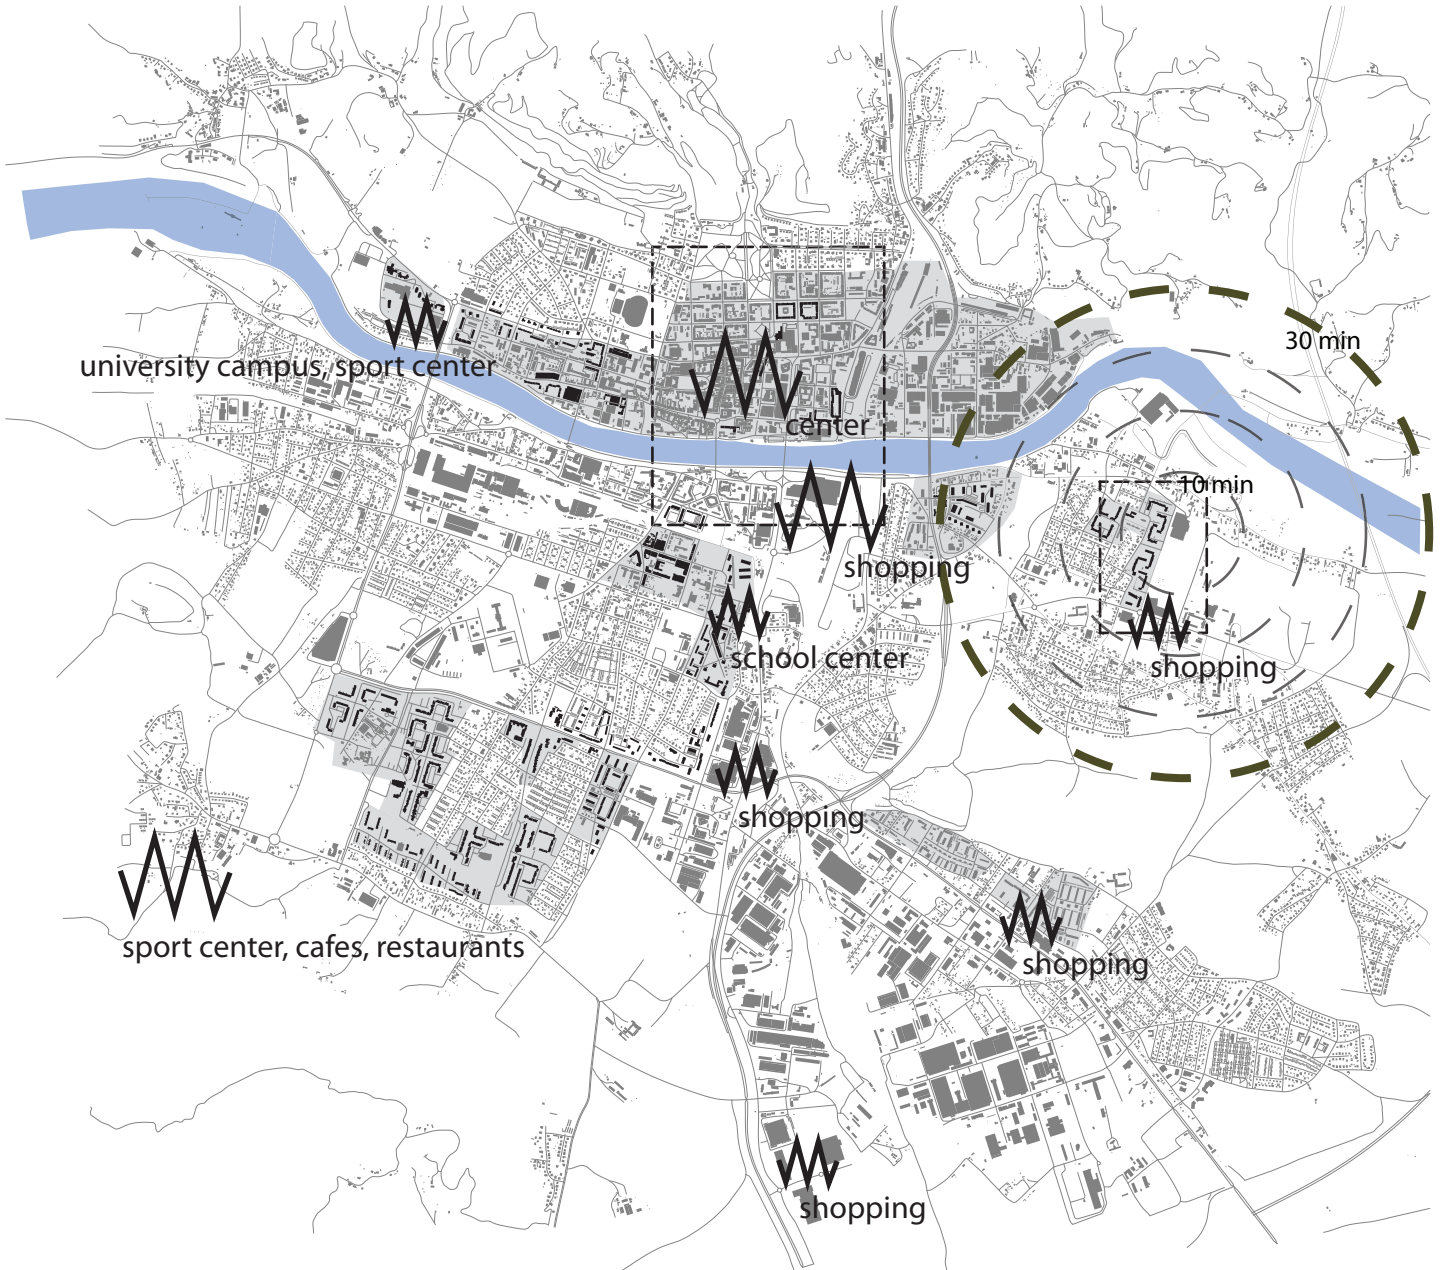 30 min
university campus, sport center
center
10 min
shopping
school center
shopping
shopping
sport center, cafes, restaurants
shopping
shopping